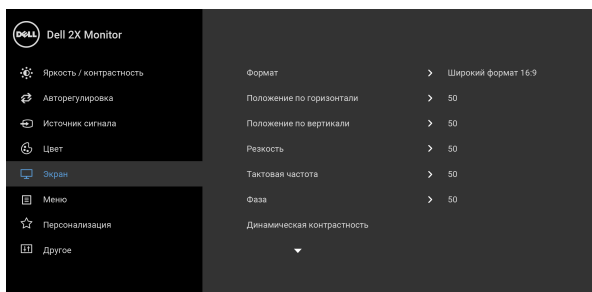 DELL Dell 2X Monitor
Яркость / контрастность
Авторегулировка
Источник сигнала
Цвет
Экран
Меню
Персонализация
Другое
Формат Широкий формат 16:9
Положение по горизонтали 50
Положение по вертикали 50
Резкость 50
Тактовая частота 50
Фаза 50
Динамическая контрастность